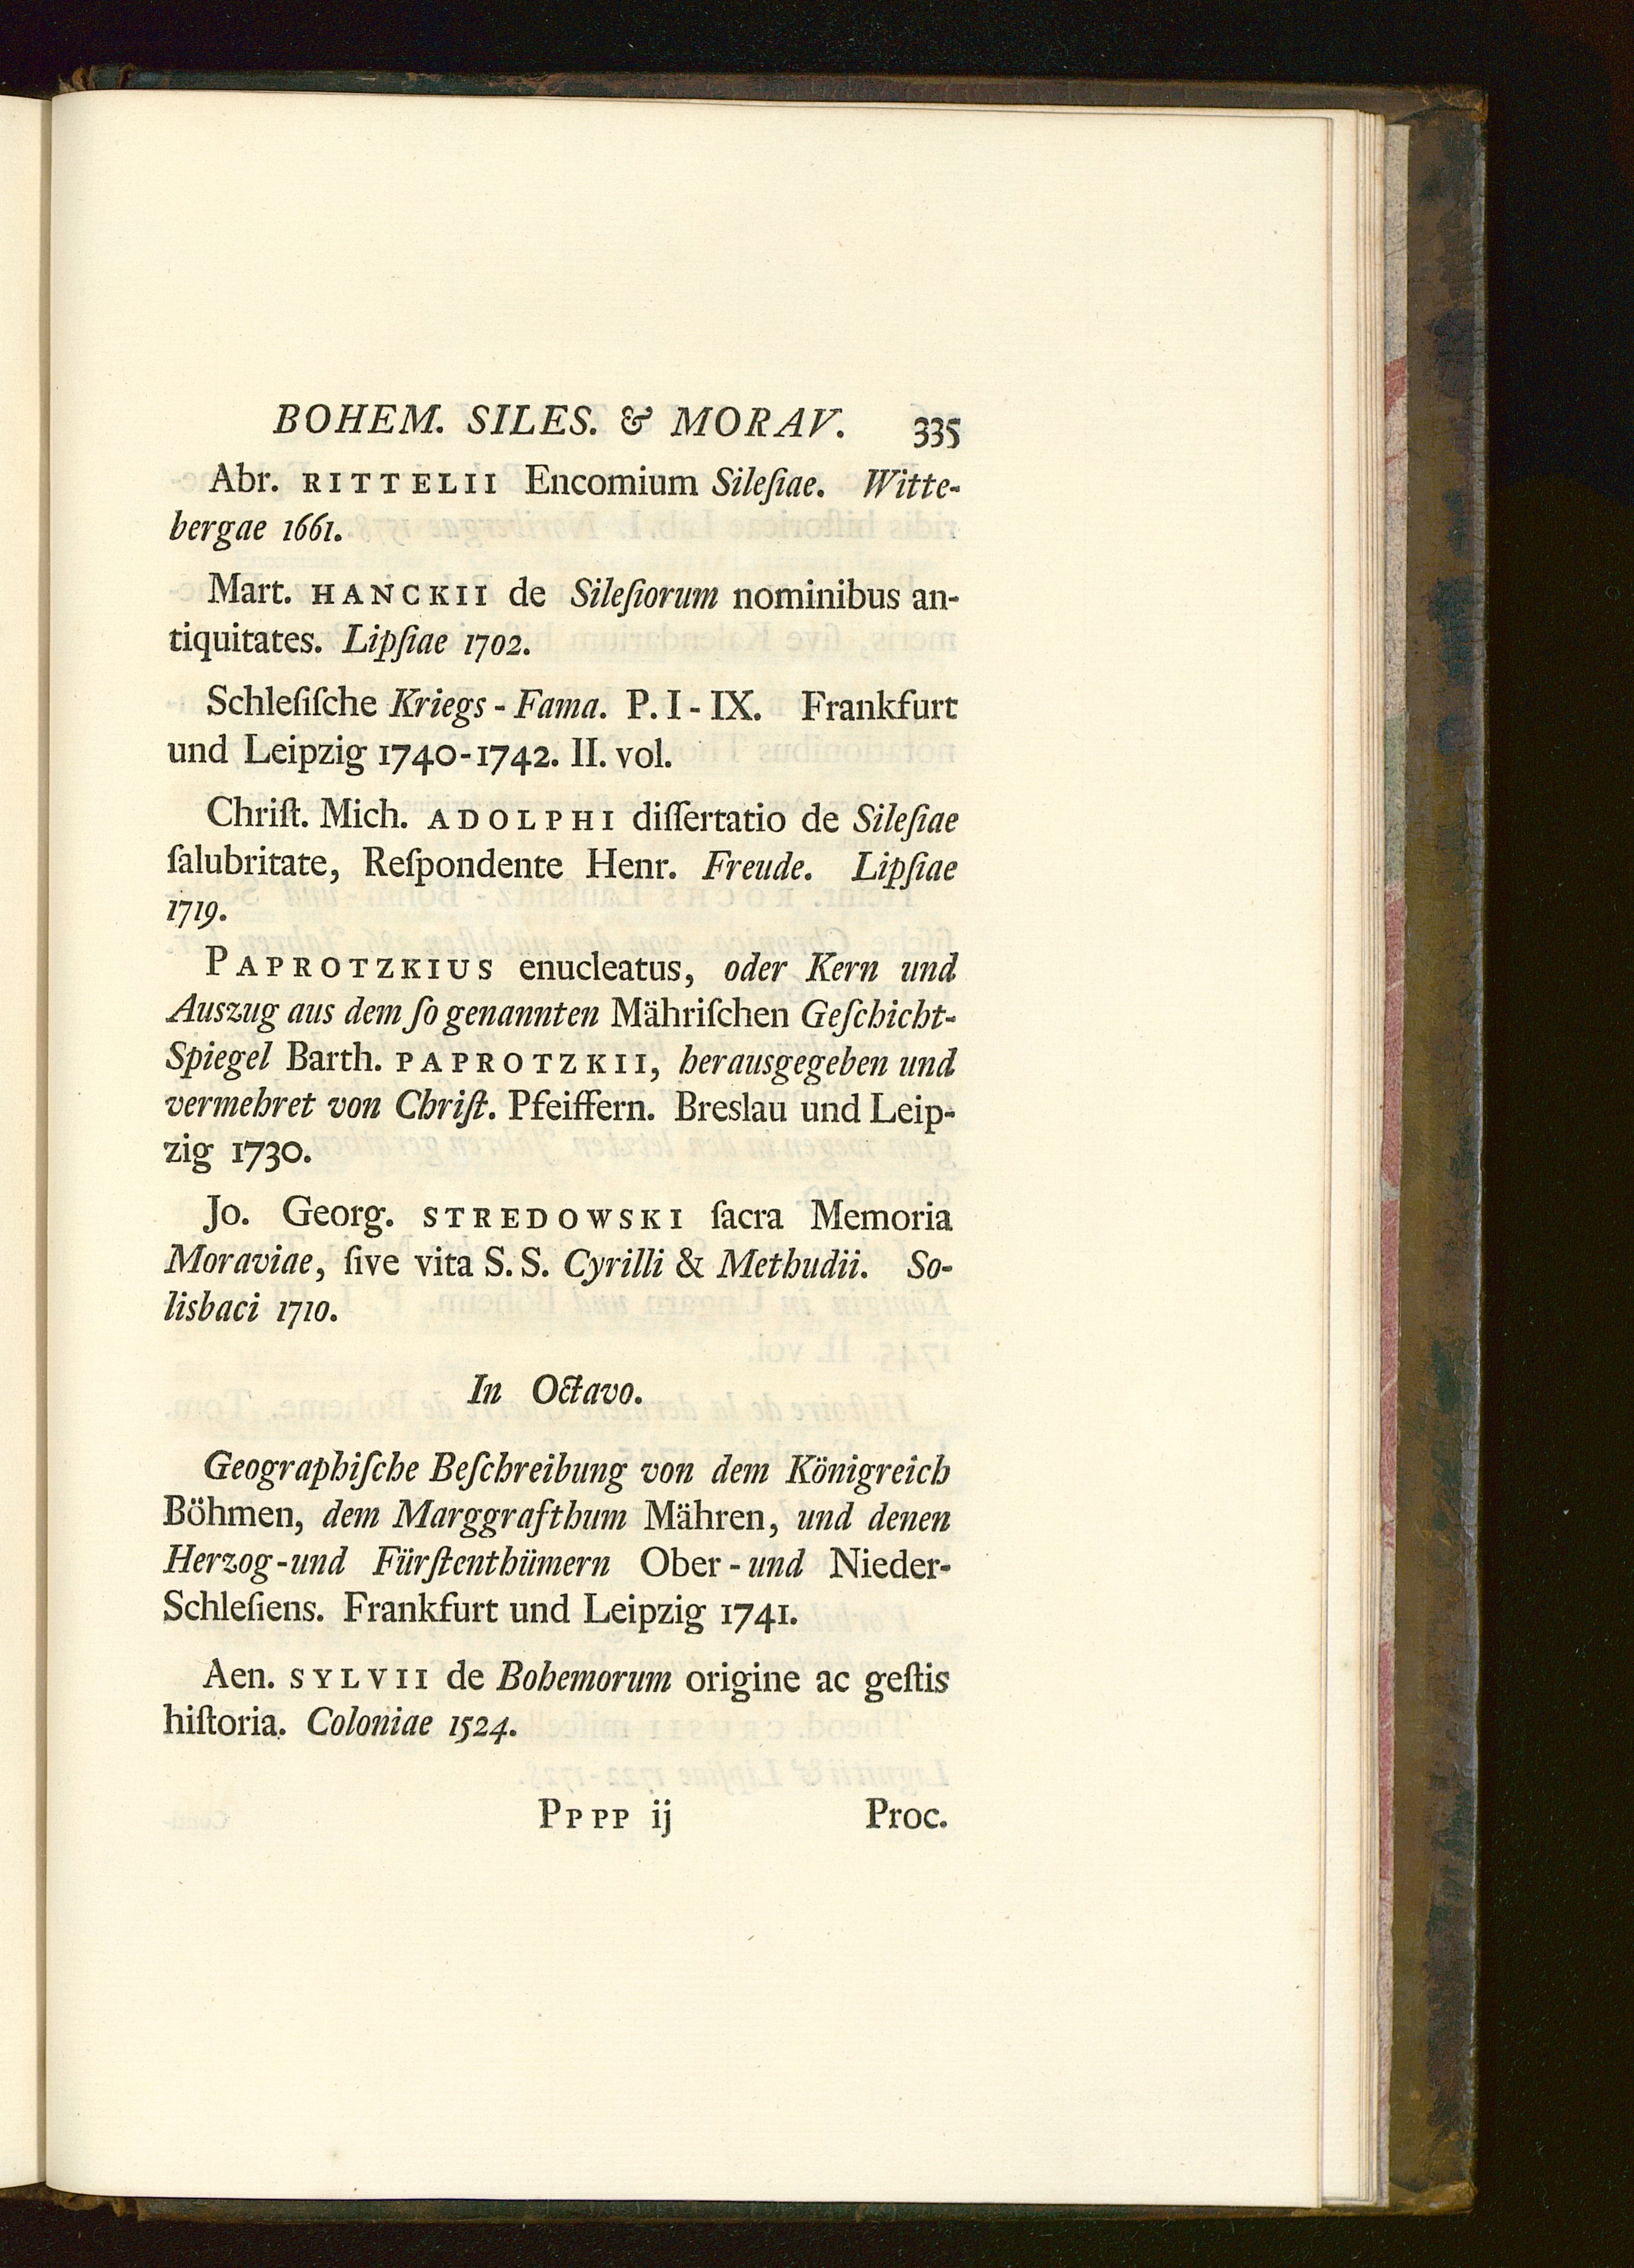 BOHEM. SILES. & MORAV. 335
Abr. RITTELII Encomium Sileſiae. Witte-
bergae 1661.
Mart. HANCKII de Sileſiorum nominibus an-
tiquitates. Lipſiae 1702.
Schleſiſche Kriegs - Fama. P. I - IX. Frankfurt
und Leipzig 1740-1742. II. vol.
Chriſt. Mich. ADOLPHI diſſertatio de Sileſiae
ſalubritate, Reſpondente Henr. Freude. Lipſiae
1719.
PAPROTZKIUS enucleatus, oder Kern und
Auszug aus dem ſo genannten Mähriſchen Geſchicht-
Spiegel Barth. PAPROTZKII, herausgegeben und
vermehret von Chriſt. Pfeiffern. Breslau und Leip-
zig 1730.
Jo. Georg. STREDOWSKI ſacra Memoria
Moraviae, ſive vita S. S. Cyrilli & Methudii. So-
lisbaci 1710.
In Octavo.
Geographiſche Beſchreibung von dem Königreich
Böhmen, dem Marggrafthum Mähren, und denen
Herzog-und Fürſtenthümern Ober - und Nieder-
Schleſiens. Frankfurt und Leipzig 1741.
Aen. SYLVII de Bohemorum origine ac geſtis
hiſtoria. Coloniae 1524.
PPPP ij Proc.